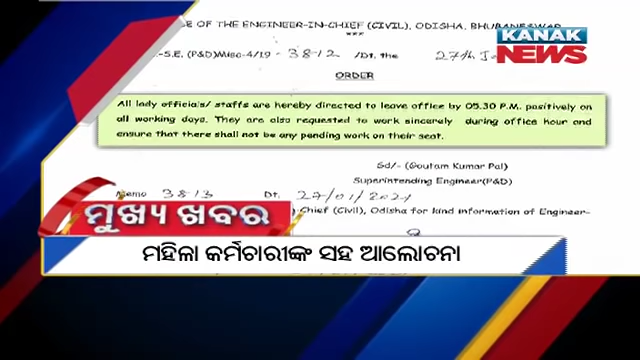 OF THE ENGINEER-IN-CHIEF (CIVIL), ODISHA, BHUBANESWAR
***
KANAK
NEWS
S.E. (P&D)Misc-4/19 - 3812 /Dt. the 27th
ORDER
All lady officials/ staffs are hereby directed to leave office by 05.30 P.M. positively on
all working days. They are also requested to work sincerely during office hour and
ensure that there shall not be any pending work on their seat.
Sd/- (Goutam Kumar Pal)
Superintending Engineer(P&D)
Memo 3813 Dt. 27/01/2021
Chief (Civil), Odisha for kind information of Engineer-
ମୁଖ୍ୟ ଖବର
ମହିଳା କର୍ମଚାରୀଙ୍କ ସହ ଆଲୋଚନା